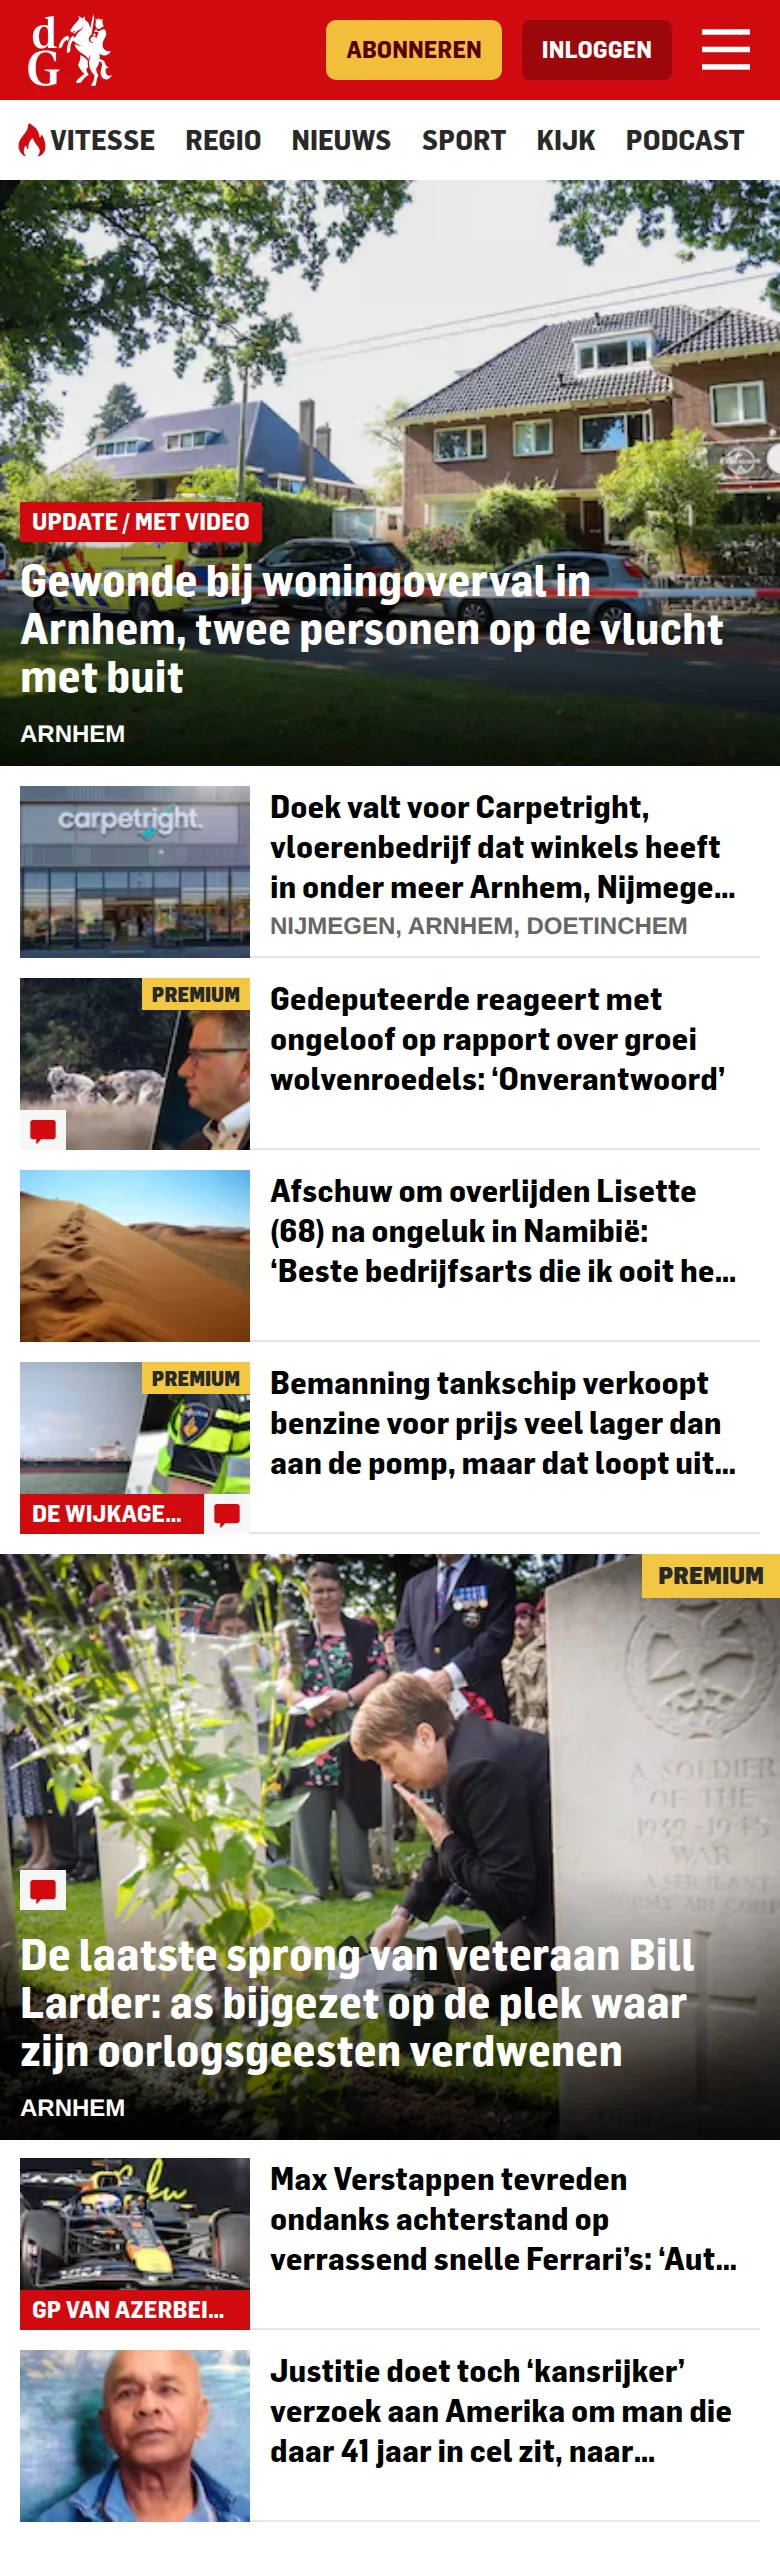 dG
ABONNEREN
INLOGGEN
VITESSE
REGIO
NIEUWS
SPORT
KIJK
PODCAST
UPDATE / MET VIDEO
Gewonde bij woningoverval in
Arnhem, twee personen op de vlucht
met buit
ARNHEM
carpetright.
Doek valt voor Carpetright,
vloerenbedrijf dat winkels heeft
in onder meer Arnhem, Nijmege...
NIJMEGEN, ARNHEM, DOETINCHEM
PREMIUM
Gedeputeerde reageert met
ongeloof op rapport over groei
wolvenroedels: ‘Onverantwoord’
Afschuw om overlijden Lisette
(68) na ongeluk in Namibië:
‘Beste bedrijfsarts die ik ooit he...
PREMIUM
DE WIJKAGE...
Bemanning tankschip verkoopt
benzine voor prijs veel lager dan
aan de pomp, maar dat loopt uit...
PREMIUM
A SOLDIER
OF THE
1939-1945
WAR
A SERJEANT
De laatste sprong van veteraan Bill
Larder: as bijgezet op de plek waar
zijn oorlogsgeesten verdwenen
ARNHEM
GP VAN AZERBEI...
Max Verstappen tevreden
ondanks achterstand op
verrassend snelle Ferrari’s: ‘Aut...
Justitie doet toch ‘kansrijker’
verzoek aan Amerika om man die
daar 41 jaar in cel zit, naar...